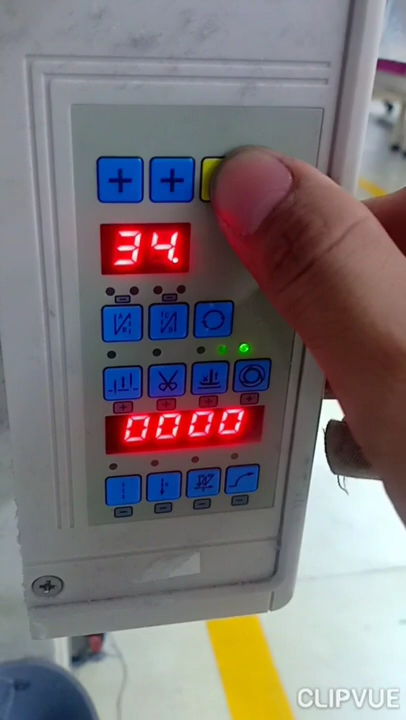 + +
34.
0000
CLIPVUE